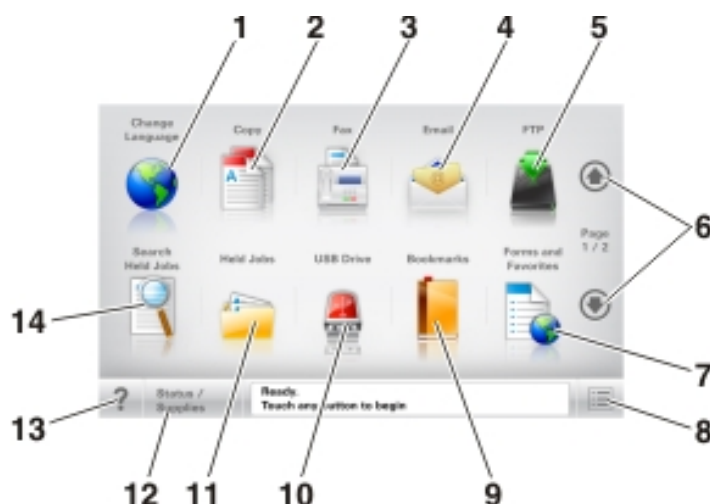 1 2 3 4 5
Change
Language
Copy
Fax
Email
FTP
6
Page
1 / 2
Search
Held Jobs
Held Jobs
USB Drive
Bookmarks
Forms and
Favorites
14
7
?
Status /
Supplies
Ready.
Touch any button to begin
13
8
12 11 10 9